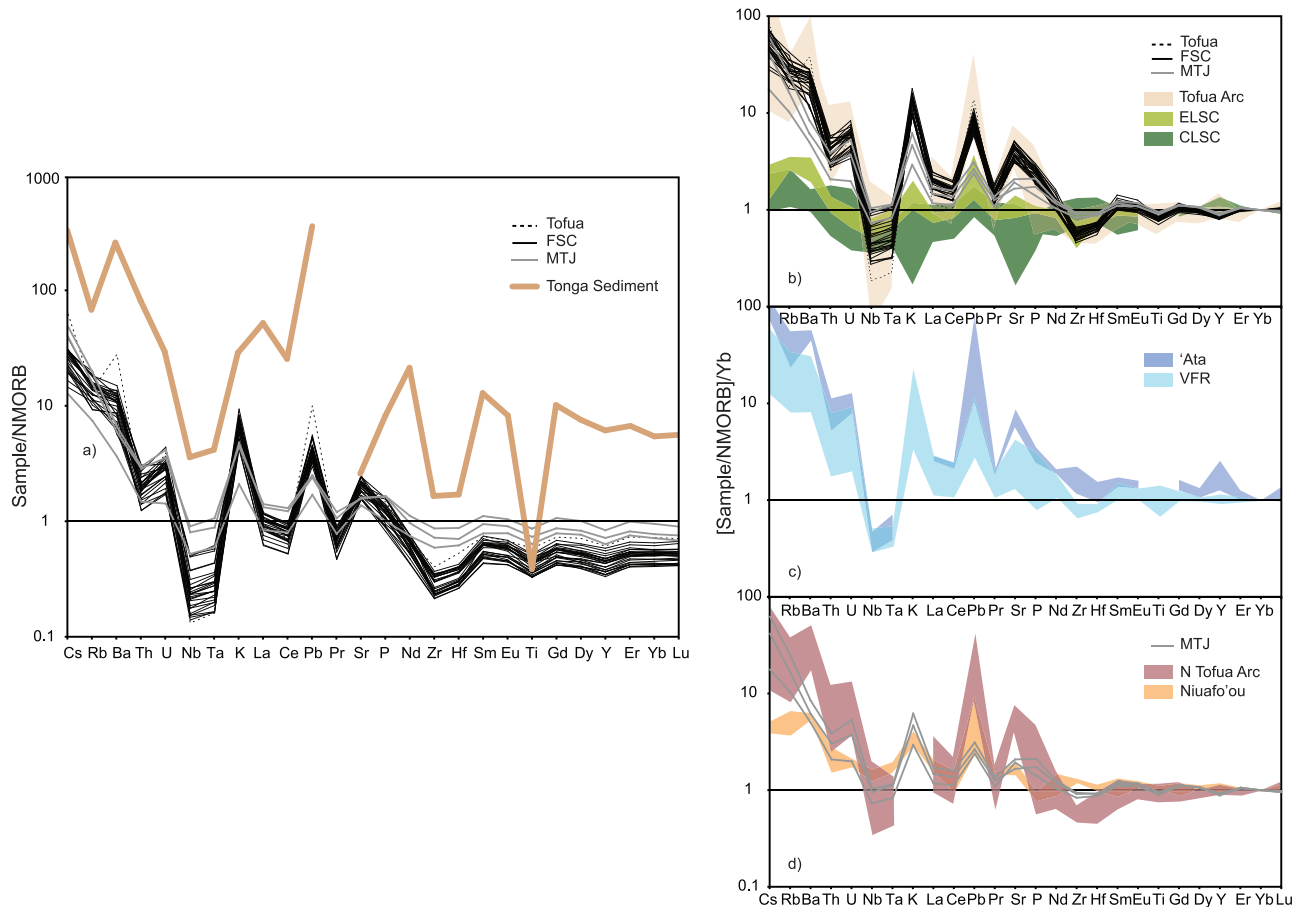 1000
100
10
1
0.1
Sample/NMORB
Tofua
FSC
MTJ
Tonga Sediment
a)
Cs Rb Ba Th U Nb Ta K La Ce Pb Pr Sr P Nd Zr Hf Sm Eu Ti Gd Dy Y Er Yb Lu
100
10
1
100
Tofua
FSC
MTJ
Tofua Arc
ELSC
CLSC
b)
Rb Ba Th U Nb Ta K La Ce Pb Pr Sr P Nd Zr Hf Sm Eu Ti Gd Dy Y Er Yb
[Sample/NMORB]/Yb
10
1
100
‘Ata
VFR
c)
Rb Ba Th U Nb Ta K La Ce Pb Pr Sr P Nd Zr Hf Sm Eu Ti Gd Dy Y Er Yb
10
1
0.1
MTJ
N Tofua Arc
Niuafo’ou
d)
Cs Rb Ba Th U Nb Ta K La Ce Pb Pr Sr P Nd Zr Hf Sm Eu Ti Gd Dy Y Er Yb Lu